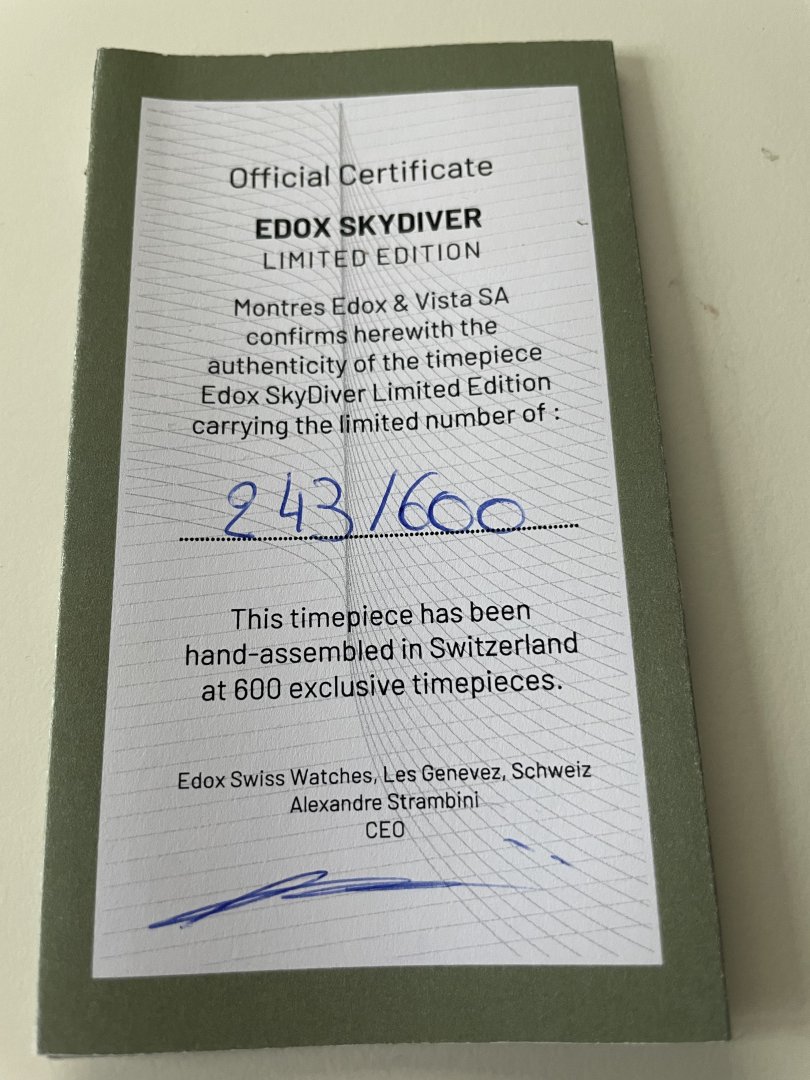 Official Certificate
EDOX SKYDIVER
LIMITED EDITION
Montres Edox & Vista SA
confirms herewith the
authenticity of the timepiece
Edox SkyDiver Limited Edition
carrying the limited number of :
243/600
This timepiece has been
hand-assembled in Switzerland
at 600 exclusive timepieces.
Edox Swiss Watches, Les Genevez, Schweiz
Alexandre Strambini
CEO